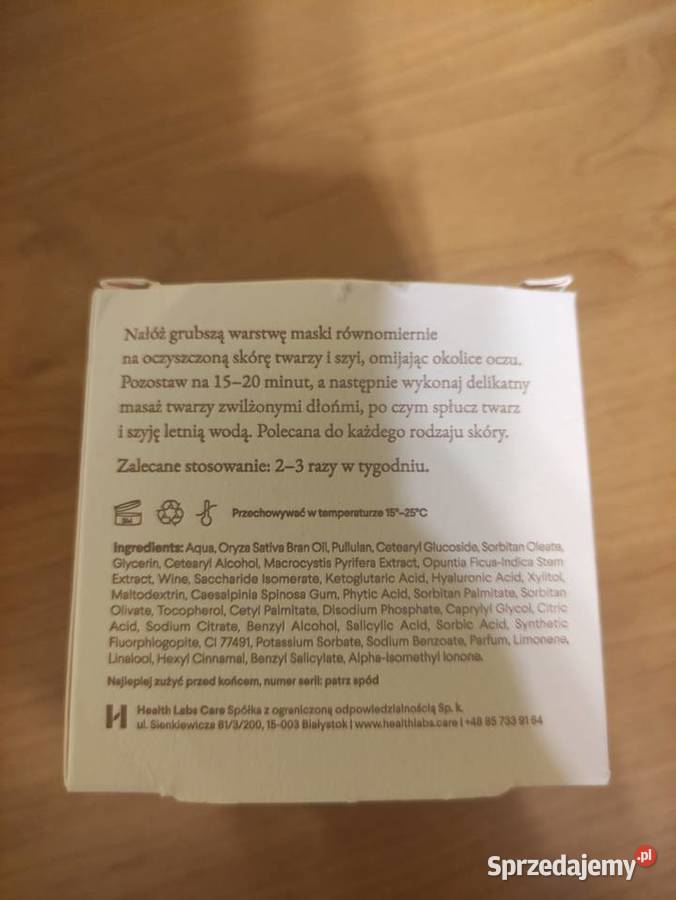 Nałóż grubszą warstwę maski równomiernie
na oczyszczoną skórę twarzy i szyi, omijając okolice oczu.
Pozostaw na 15–20 minut, a następnie wykonaj delikatny
masaż twarzy zwilżonymi dłońmi, po czym spłucz twarz
i szyję letnią wodą. Polecana do każdego rodzaju skóry.
Zalecane stosowanie: 2–3 razy w tygodniu.
Przechowywać w temperaturze 15°–25°C
Ingredients: Aqua, Oryza Sativa Bran Oil, Pullulan, Cetearyl Glucoside, Sorbitan Oleate,
Glycerin, Cetearyl Alcohol, Macrocystis Pyrifera Extract, Opuntia Ficus-Indica Stem
Extract, Wine, Saccharide Isomerate, Ketoglutaric Acid, Hyaluronic Acid, Xylitol,
Maltodextrin, Caesalpinia Spinosa Gum, Phytic Acid, Sorbitan Palmitate, Sorbitan
Olivate, Tocopherol, Cetyl Palmitate, Disodium Phosphate, Caprylyl Glycol, Citric
Acid, Sodium Citrate, Benzyl Alcohol, Salicylic Acid, Sorbic Acid, Synthetic
Fluorphlogopite, CI 77491, Potassium Sorbate, Sodium Benzoate, Parfum, Limonene,
Linalool, Hexyl Cinnamal, Benzyl Salicylate, Alpha-Isomethyl Ionone.
Najlepiej zużyć przed końcem, numer serii: patrz spód
Health Labs Care Spółka z ograniczoną odpowiedzialnością Sp. k.
ul. Sienkiewicza 81/3/200, 15-003 Białystok | www.healthlabs.care | +48 85 733 91 64
Sprzedajemy.pl